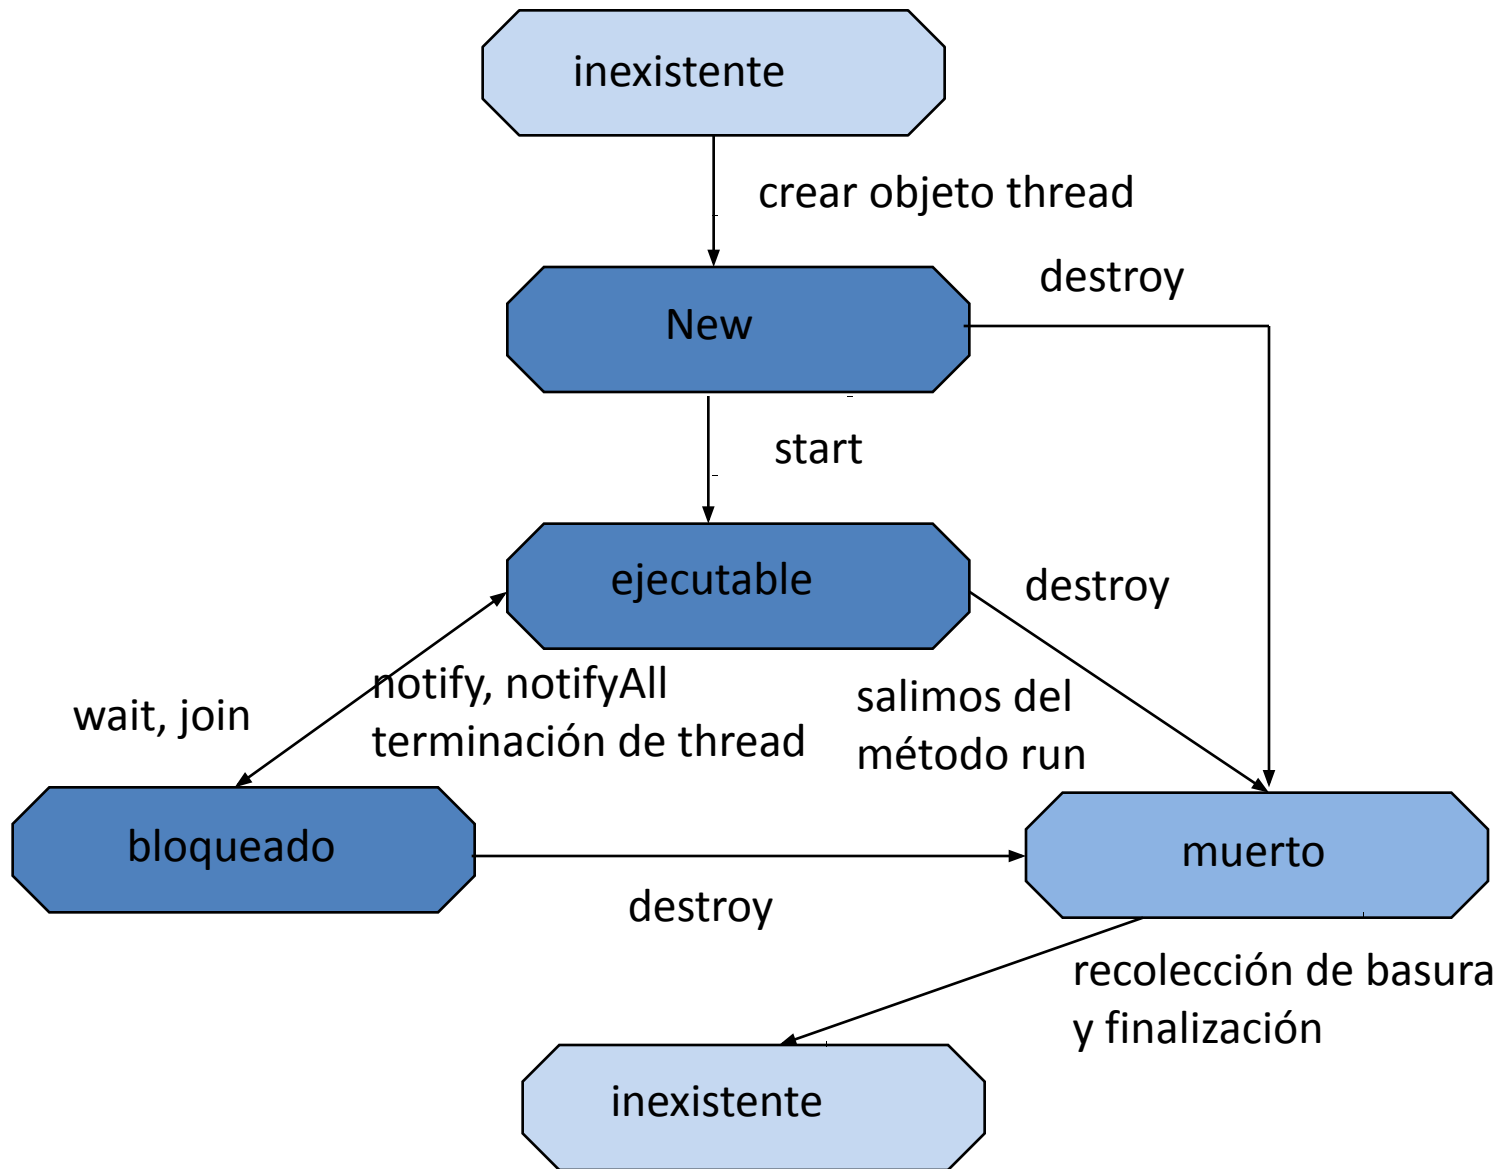 inexistente
crear objeto thread
destroy
New
start
ejecutable
destroy
notify, notifyAll
terminación de thread
wait, join
salimos del
método run
bloqueado
muerto
destroy
recolección de basura
y finalización
inexistente